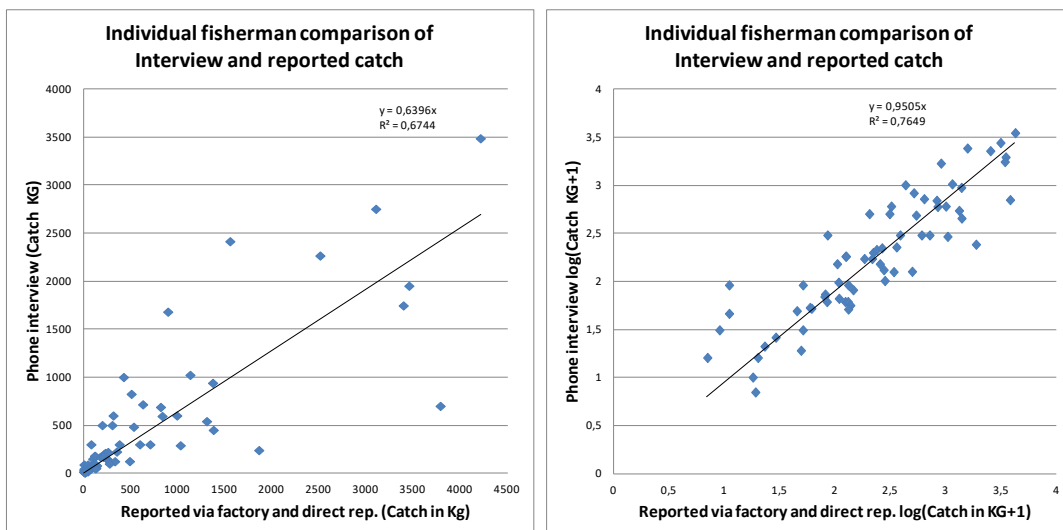 Individual fisherman comparison of
Interview and reported catch
y = 0,6396x
R² = 0,6744
Phone interview (Catch KG)
4000
3500
3000
2500
2000
1500
1000
500
0
0 500 1000 1500 2000 2500 3000 3500 4000 4500
Reported via factory and direct rep. (Catch in Kg)
Individual fisherman comparison of
Interview and reported catch
y = 0,9505x
R² = 0,7649
Phone interview log(Catch KG+1)
4
3,5
3
2,5
2
1,5
1
0,5
0
0 0,5 1 1,5 2 2,5 3 3,5 4
Reported via factory and direct rep. log(Catch in KG+1)